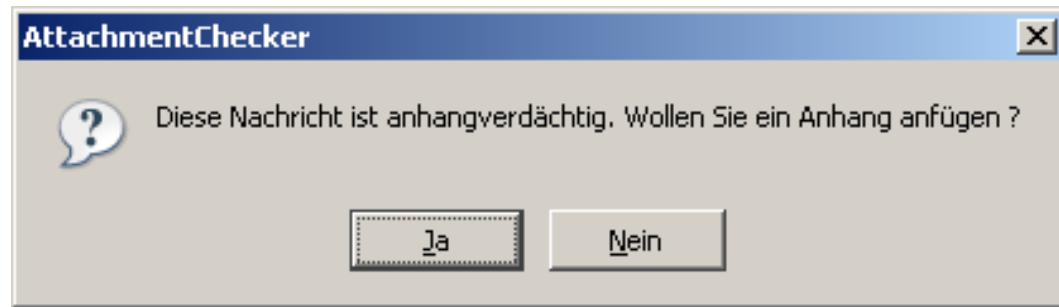 AttachmentChecker
Diese Nachricht ist anhangverdächtig. Wollen Sie ein Anhang anfügen ?
Ja
Nein